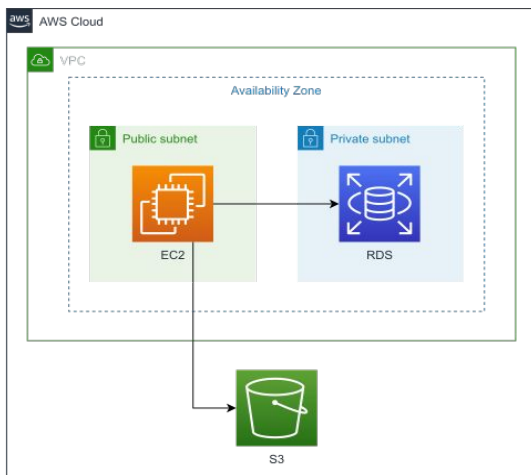 aws
AWS Cloud
VPC
Availability Zone
Public subnet
Private subnet
EC2
RDS
S3